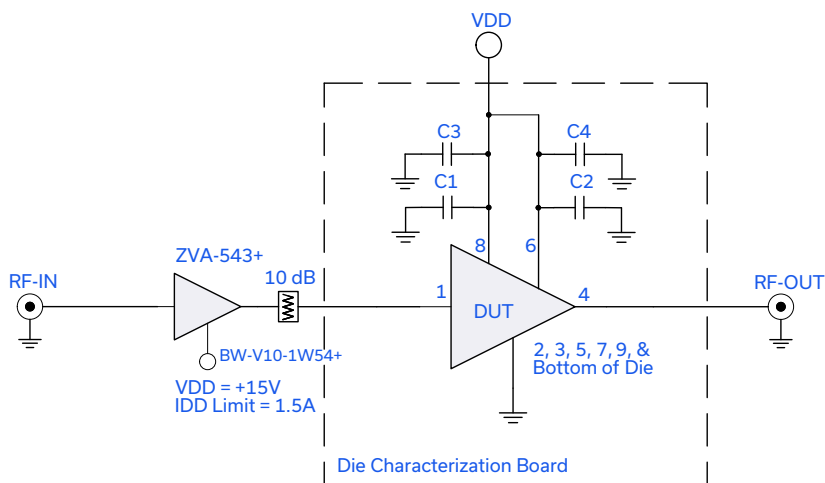 VDD
C3
C4
C1
C2
8
6
ZVA-543+
10 dB
RF-IN
RF-OUT
1
4
DUT
BW-V10-1W54+
2, 3, 5, 7, 9, &
Bottom of Die
VDD = +15V
IDD Limit = 1.5A
Die Characterization Board